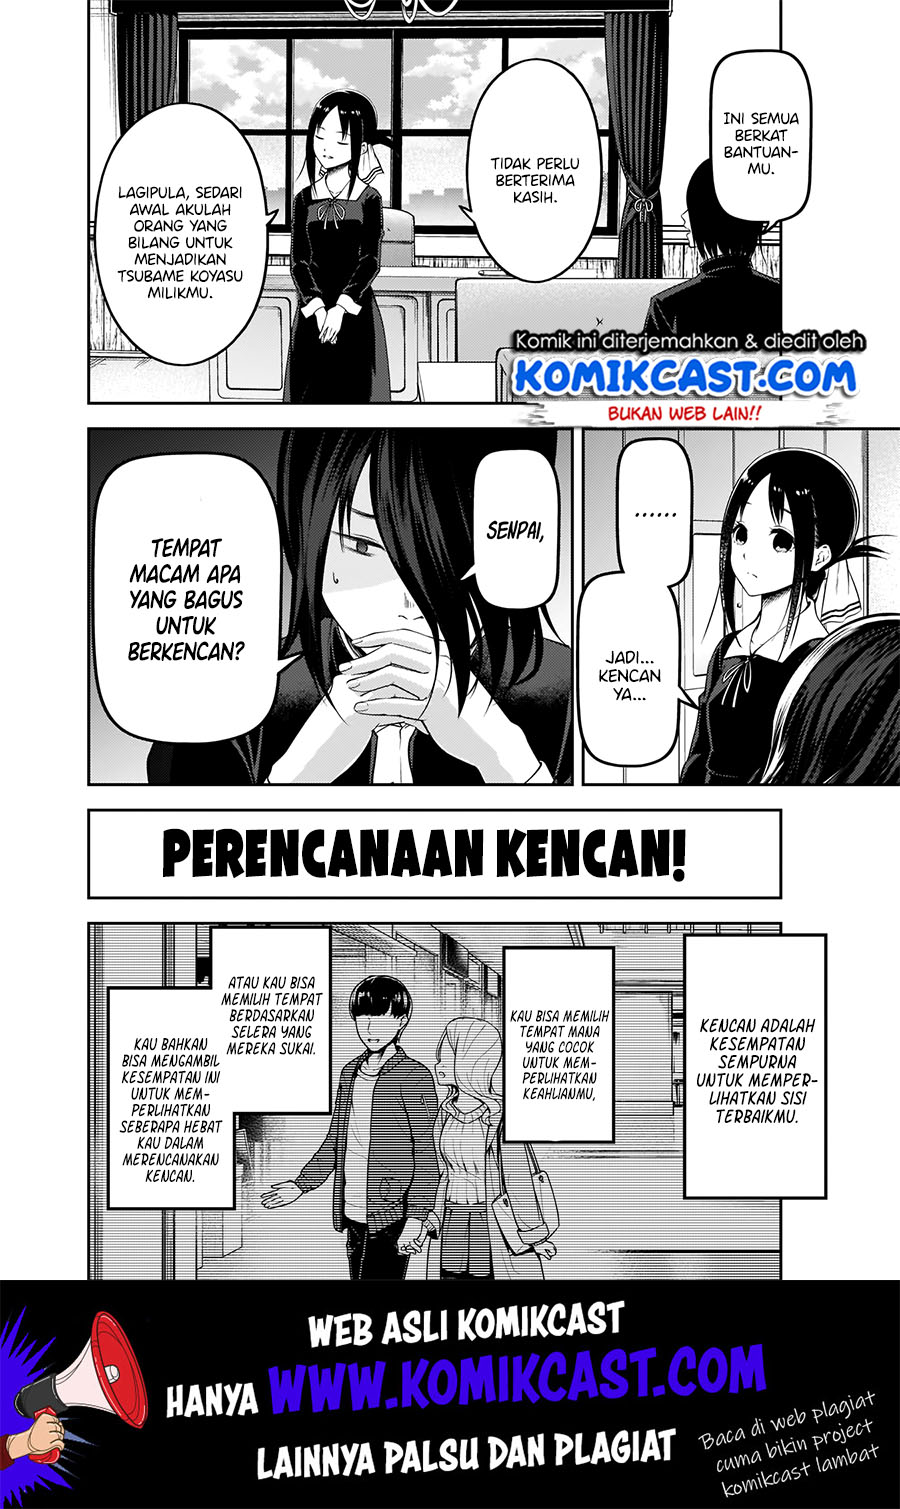 INI SEMUA
BERKAT
BANTUAN-
MU.
TIDAK PERLU
BERTERIMA
KASIH.
LAGIPULA, SEDARI
AWAL AKULAH
ORANG YANG
BILANG UNTUK
MENJADIKAN
TSUBAME KOYASU
MILIKMU.
Komik ini diterjemahkan & diedit oleh
KOMIKCAST.COM
BUKAN WEB LAIN!!
......
JADI...
KENCAN
YA...
SENPAI,
TEMPAT
MACAM APA
YANG BAGUS
UNTUK
BERKENCAN?
PERENCANAAN KENCAN!
KENCAN ADALAH
KESEMPATAN
SEMPURNA
UNTUK MEMPER-
LIHATKAN SISI
TERBAIKMU.
KAU BISA MEMILIH
TEMPAT MANA
YANG COCOK
UNTUK MEM-
PERLIHATKAN
KEAHLIANMU,
ATAU KAU BISA
MEMILIH TEMPAT
BERDASARKAN
SELERA YANG
MEREKA SUKAI.
KAU BAHKAN
BISA MENGAMBIL
KESEMPATAN INI
UNTUK MEM-
PERLIHATKAN
SEBERAPA HEBAT
KAU DALAM
MERENCANAKAN
KENCAN.
WEB ASLI KOMIKCAST
HANYA WWW.KOMIKCAST.COM
LAINNYA PALSU DAN PLAGIAT
Baca di web plagiat
cuma bikin project
komikcast lambat